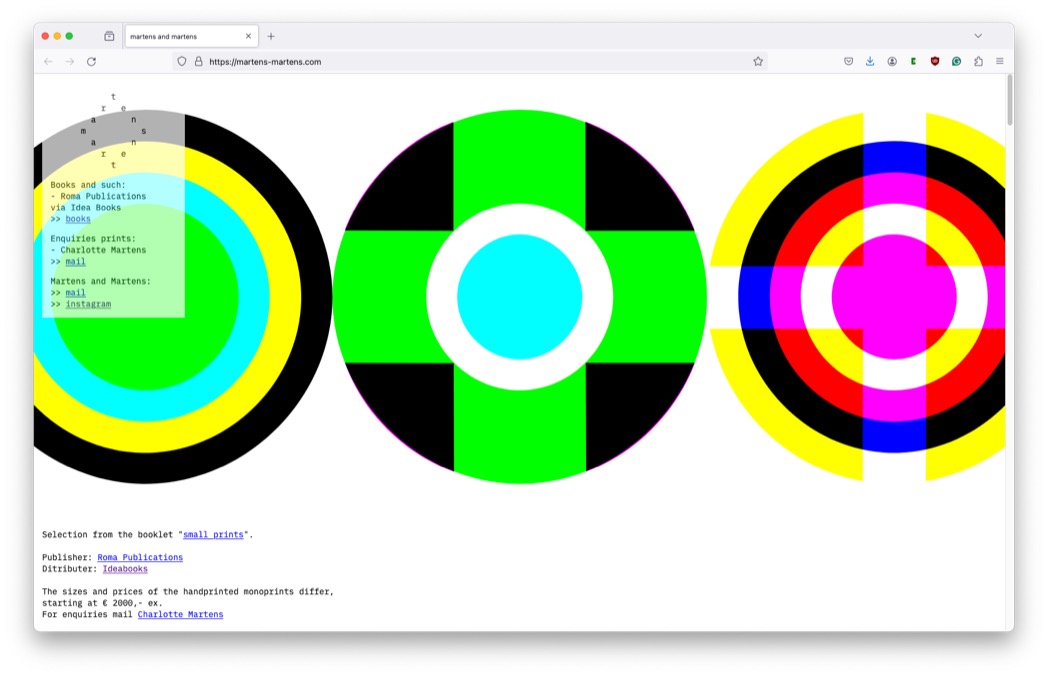 martens and martens
https://martens-martens.com
t
r e
a n
m s
a n
r e
t
Books and such:
- Roma Publications
via Idea Books
>> books
Enquiries prints:
- Charlotte Martens
>> mail
Martens and Martens:
>> mail
>> instagram
Selection from the booklet "small prints".
Publisher: Roma Publications
Ditributer: Ideabooks
The sizes and prices of the handprinted monoprints differ,
starting at € 2000,- ex.
For enquiries mail Charlotte Martens